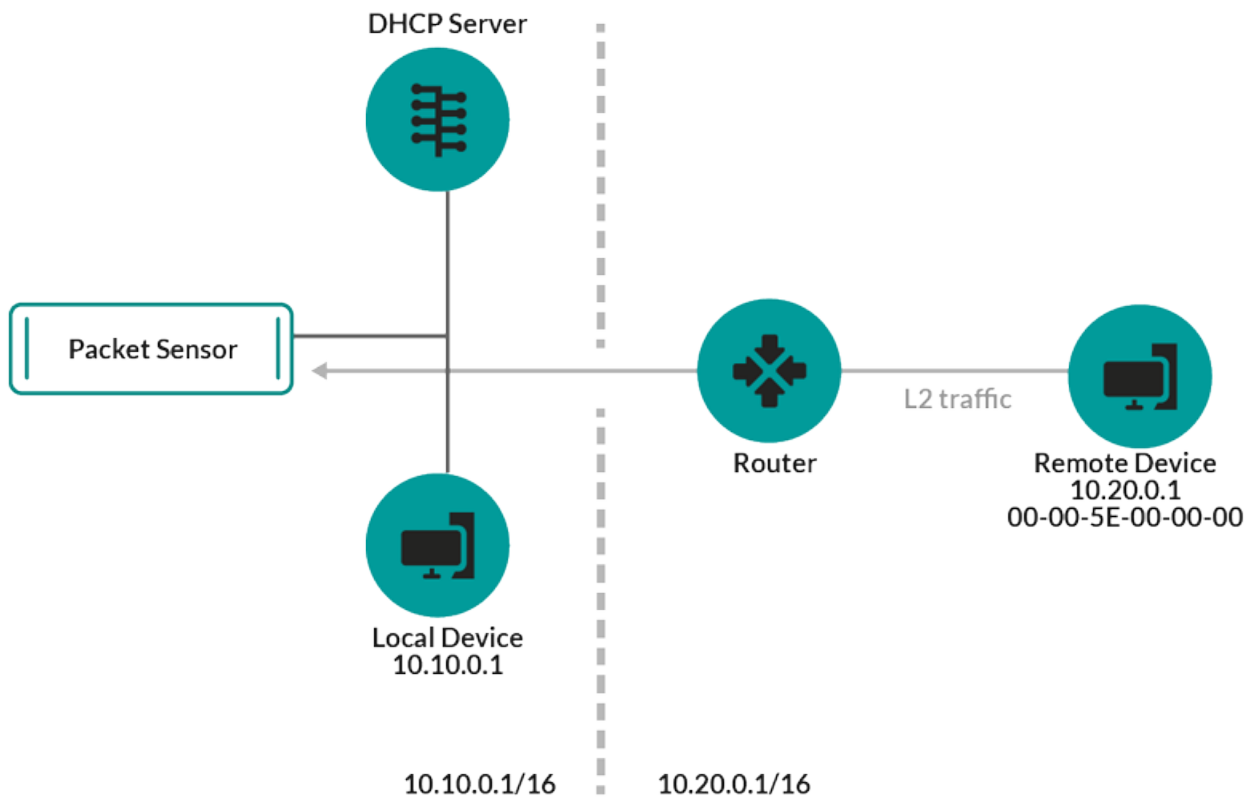 DHCP Server
Packet Sensor
L2 traffic
Router
Remote Device
10.20.0.1
00-00-5E-00-00-00
Local Device
10.10.0.1
10.10.0.1/16
10.20.0.1/16